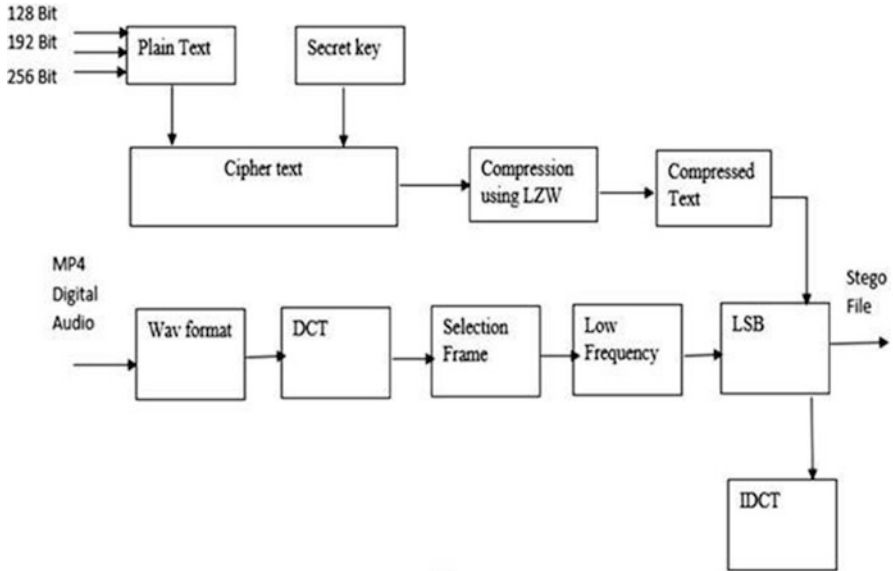 128 Bit
192 Bit
256 Bit
Plain Text
Secret key
Cipher text
Compression
using LZW
Compressed
Text
MP4
Digital
Audio
Wav format
DCT
Selection
Frame
Low
Frequency
LSB
Stego
File
IDCT